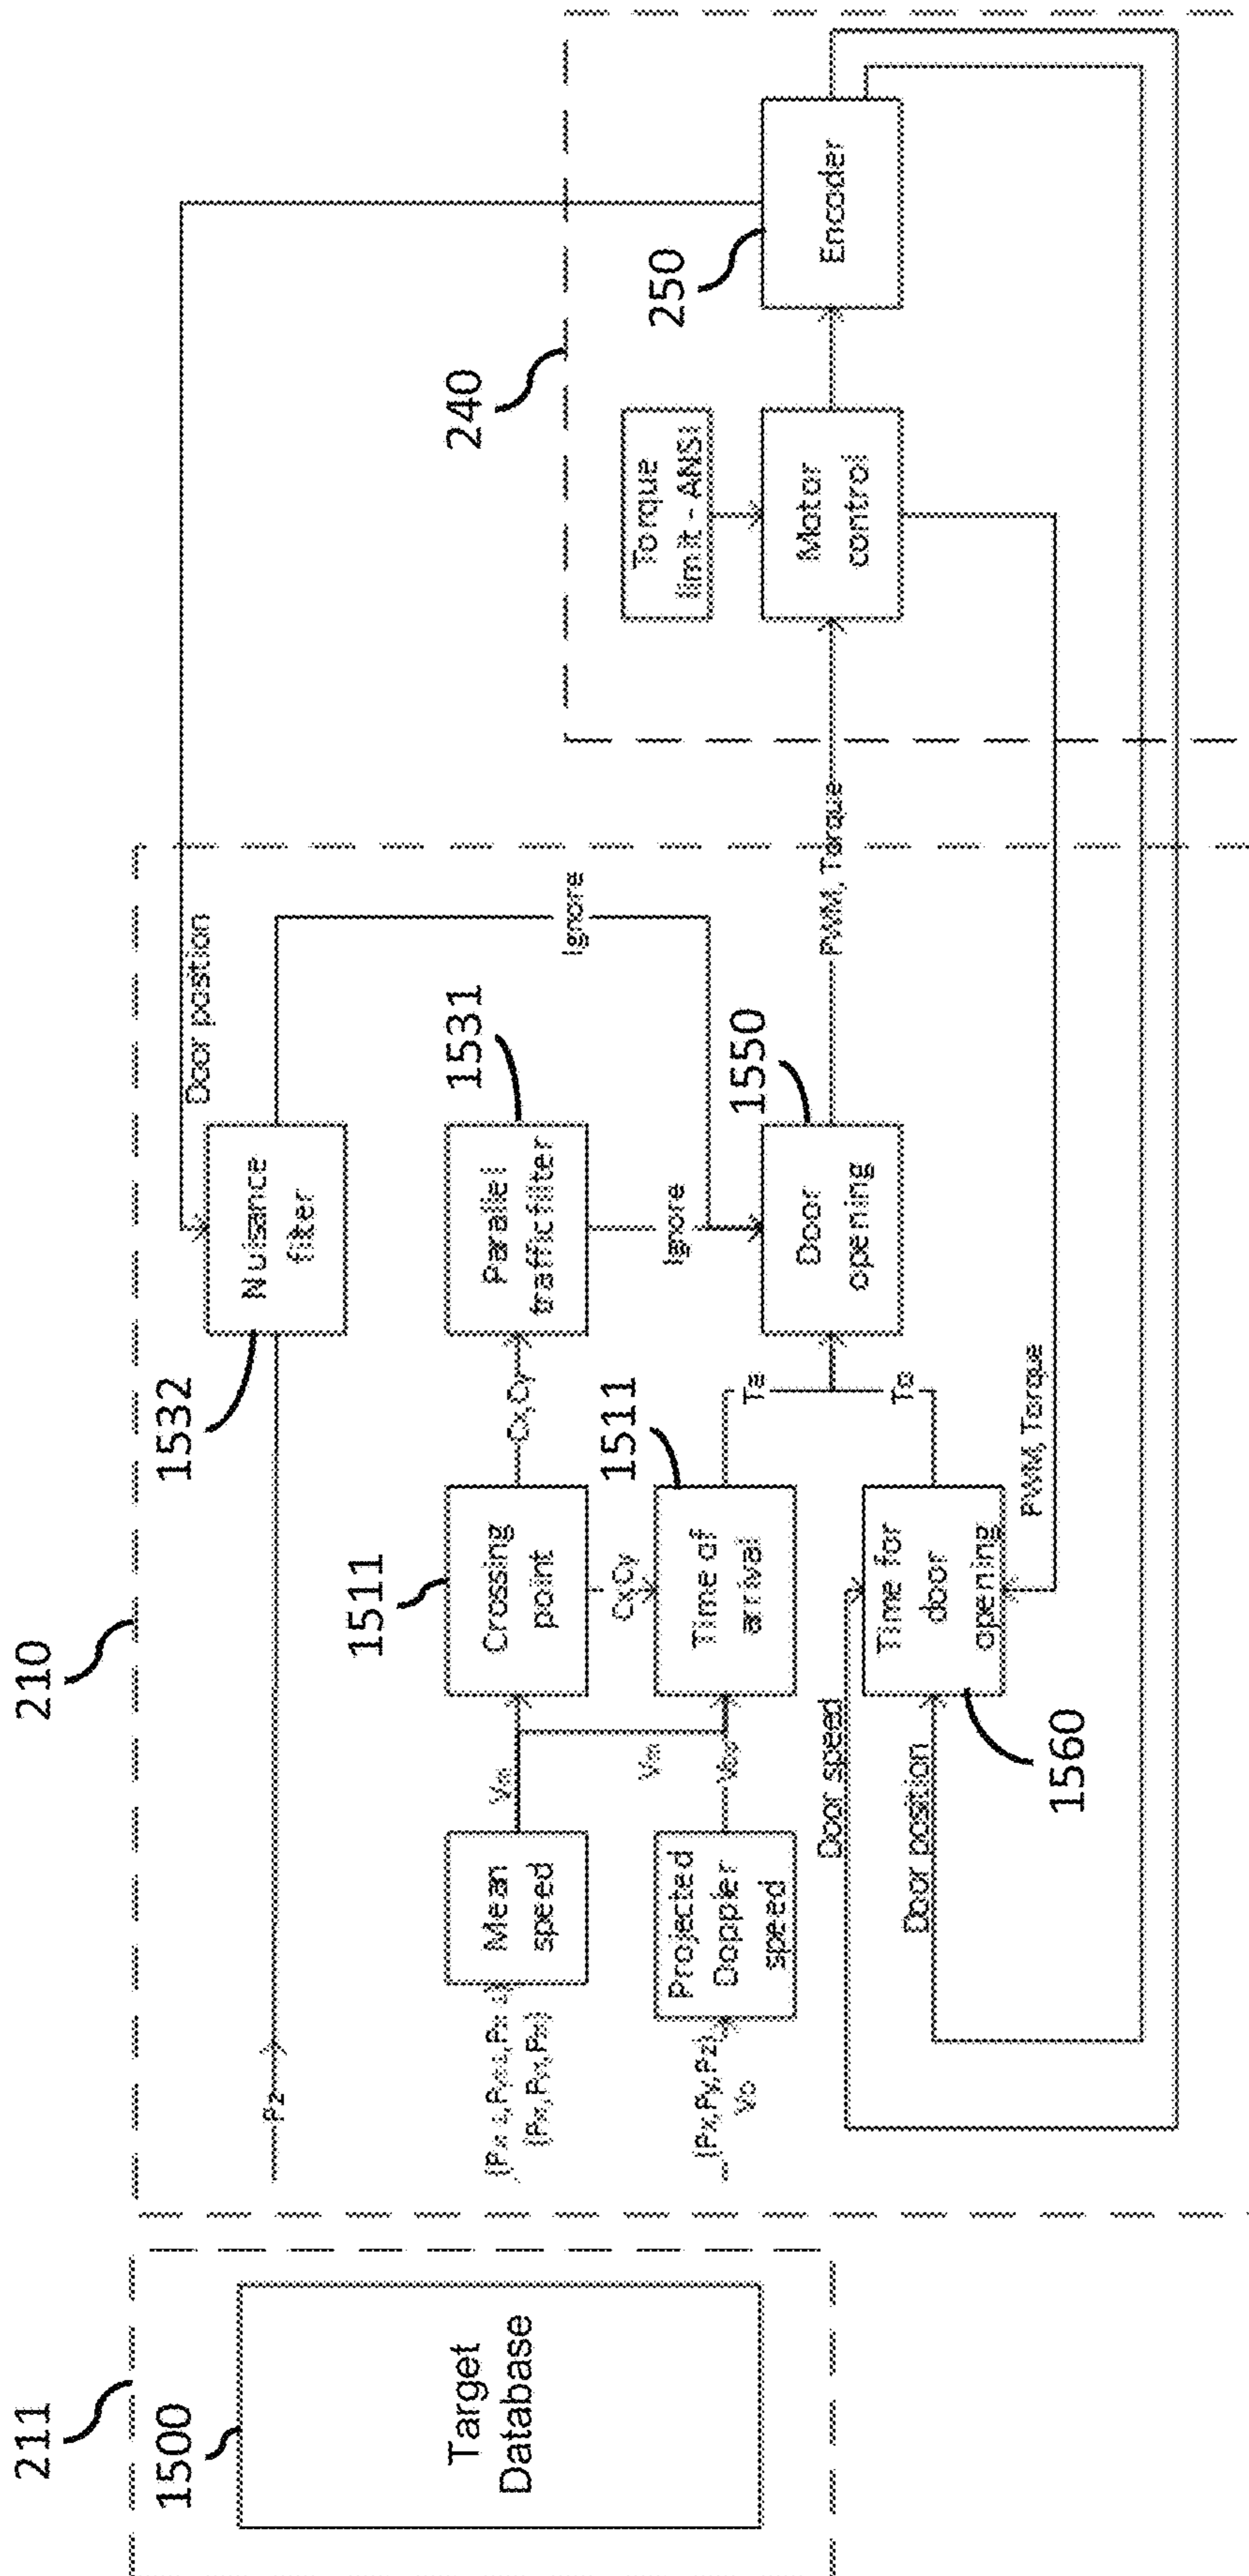 211
1500
Target
Database
210
Pz
1532
Nuisance
filter
Door postion
Mean
speed
Vm
1511
Crossing
point
Cx,Cy
1531
Parallel
traffic filter
Ignore
Ignore
(Px,Py,Pz)
Projected
Doppler
speed
Vm
Cx,Cy
1511
Time of
arrival
Ta
To
1550
Door
opening
PWM, Torque
Door speed
Door position
1560
Time for
door
opening
PWM, Torque
240
Torque
limit - ANSI
Motor
control
250
Encoder